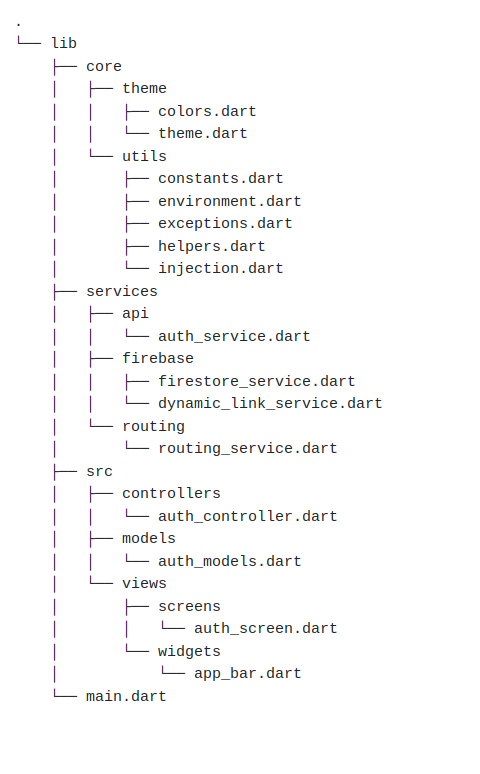 .
└── lib
    ├── core
    │   ├── theme
    │   │   ├── colors.dart
    │   │   └── theme.dart
    │   └── utils
    │       ├── constants.dart
    │       ├── environment.dart
    │       ├── exceptions.dart
    │       ├── helpers.dart
    │       └── injection.dart
    ├── services
    │   ├── api
    │   │   └── auth_service.dart
    │   ├── firebase
    │   │   ├── firestore_service.dart
    │   │   └── dynamic_link_service.dart
    │   └── routing
    │       └── routing_service.dart
    ├── src
    │   ├── controllers
    │   │   └── auth_controller.dart
    │   ├── models
    │   │   └── auth_models.dart
    │   └── views
    │       ├── screens
    │       │   └── auth_screen.dart
    │       └── widgets
    │           └── app_bar.dart
    └── main.dart